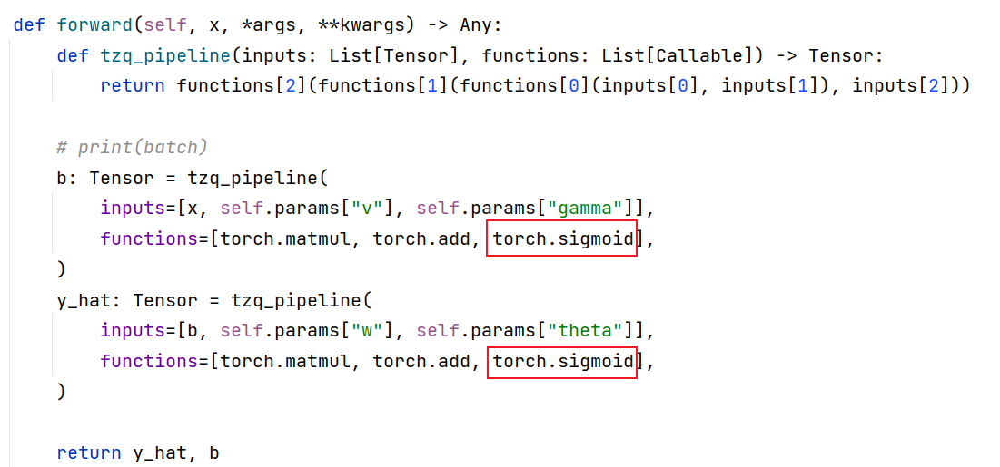 def forward(self, x, *args, **kwargs) -> Any:
    def tzq_pipeline(inputs: List[Tensor], functions: List[Callable]) -> Tensor:
        return functions[2](functions[1](functions[0](inputs[0], inputs[1]), inputs[2]))

    # print(batch)
    b: Tensor = tzq_pipeline(
        inputs=[x, self.params["v"], self.params["gamma"]],
        functions=[torch.matmul, torch.add, torch.sigmoid],
    )
    y_hat: Tensor = tzq_pipeline(
        inputs=[b, self.params["w"], self.params["theta"]],
        functions=[torch.matmul, torch.add, torch.sigmoid],
    )

    return y_hat, b